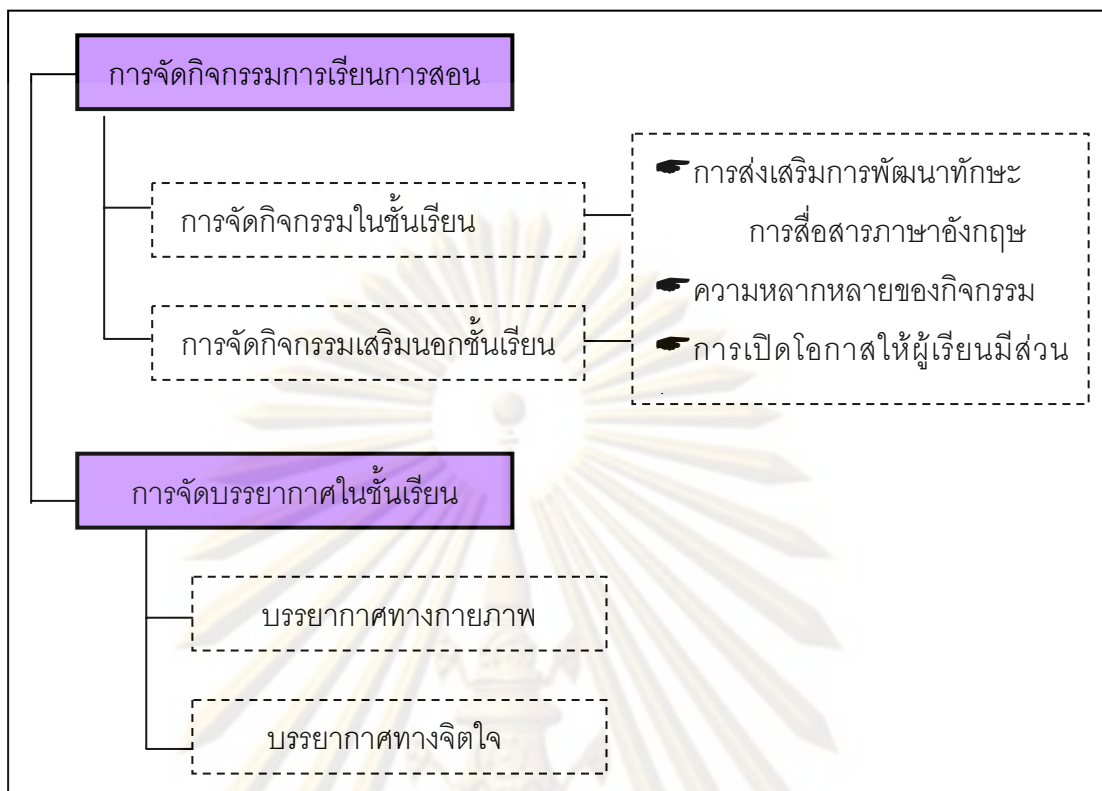 การจัดกิจกรรมการเรียนการสอน
การจัดกิจกรรมในชั้นเรียน
การจัดกิจกรรมเสริมนอกชั้นเรียน
การส่งเสริมการพัฒนาทักษะ
การสื่อสารภาษาอังกฤษ
ความหลากหลายของกิจกรรม
การเปิดโอกาสให้ผู้เรียนมีส่วน
การจัดบรรยากาศในชั้นเรียน
บรรยากาศทางกายภาพ
บรรยากาศทางจิตใจ